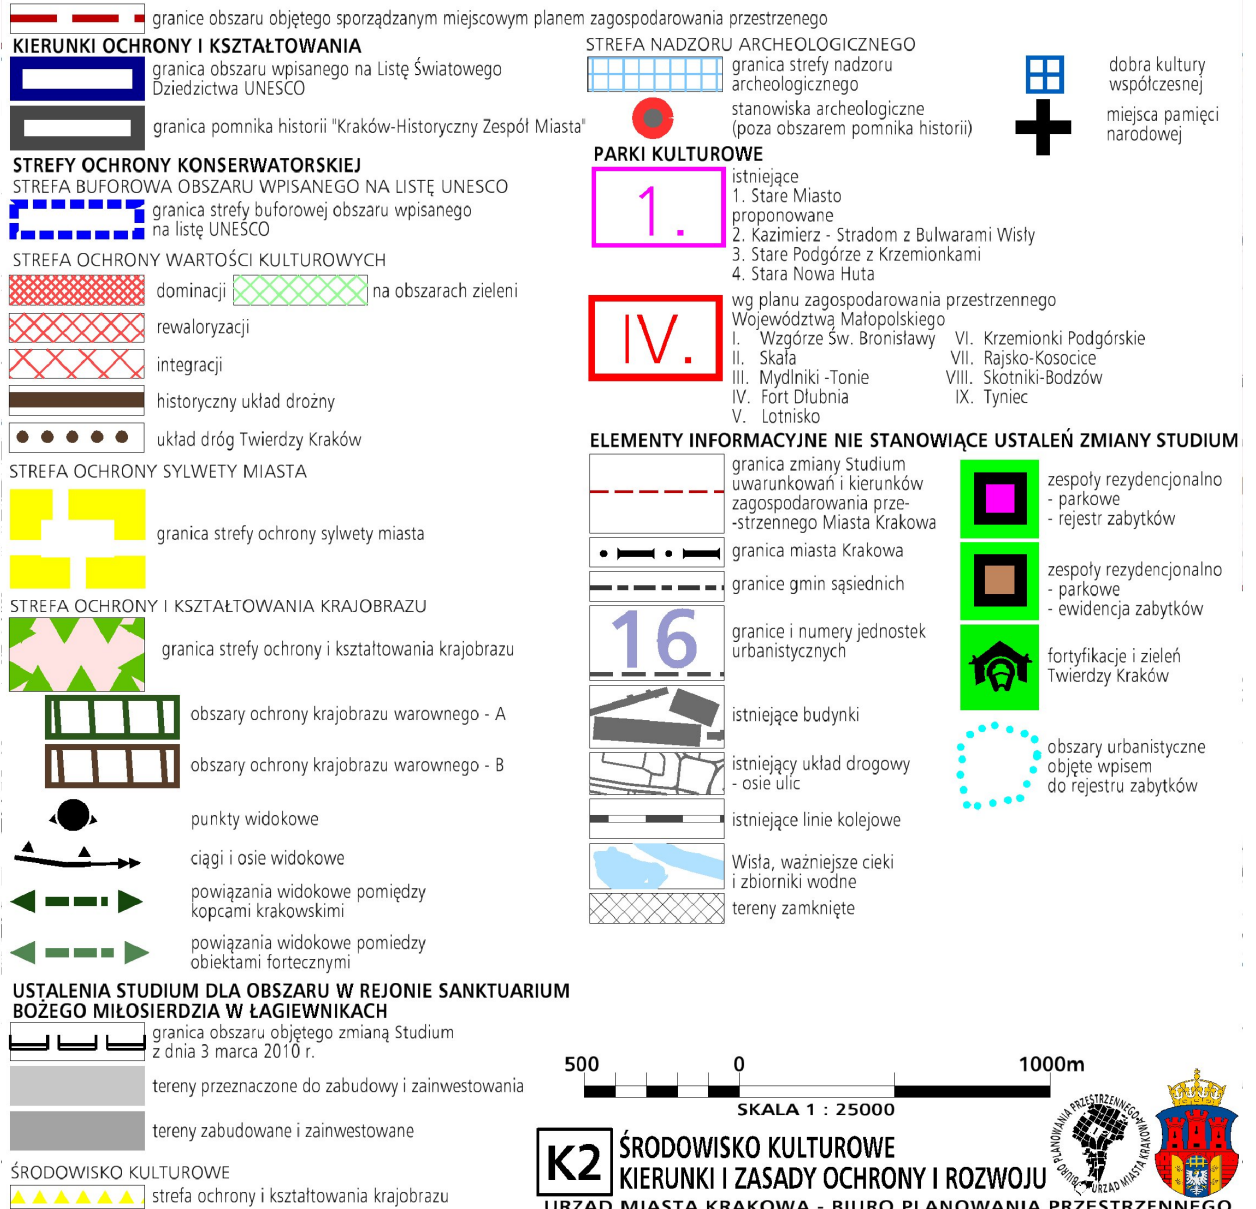 granice obszaru objętego sporządzanym miejscowym planem zagospodarowania przestrzenego
KIERUNKI OCHRONY I KSZTAŁTOWANIA
granica obszaru wpisanego na Listę Światowego
Dziedzictwa UNESCO
granica pomnika historii "Kraków-Historyczny Zespół Miasta"
STREFY OCHRONY KONSERWATORSKIEJ
STREFA BUFOROWA OBSZARU WPISANEGO NA LISTĘ UNESCO
granica strefy buforowej obszaru wpisanego
na listę UNESCO
STREFA OCHRONY WARTOŚCI KULTUROWYCH
dominacji
na obszarach zieleni
rewaloryzacji
integracji
historyczny układ drożny
układ dróg Twierdzy Kraków
STREFA OCHRONY SYLWETY MIASTA
granica strefy ochrony sylwety miasta
STREFA OCHRONY I KSZTAŁTOWANIA KRAJOBRAZU
granica strefy ochrony i kształtowania krajobrazu
obszary ochrony krajobrazu warownego - A
obszary ochrony krajobrazu warownego - B
punkty widokowe
ciągi i osie widokowe
powiązania widokowe pomiędzy
kopcami krakowskimi
powiązania widokowe pomiedzy
obiektami fortecznymi
USTALENIA STUDIUM DLA OBSZARU W REJONIE SANKTUARIUM
BOŻEGO MIŁOSIERDZIA W ŁAGIEWNIKACH
granica obszaru objętego zmianą Studium
z dnia 3 marca 2010 r.
tereny przeznaczone do zabudowy i zainwestowania
tereny zabudowane i zainwestowane
ŚRODOWISKO KULTUROWE
strefa ochrony i kształtowania krajobrazu
STREFA NADZORU ARCHEOLOGICZNEGO
granica strefy nadzoru
archeologicznego
stanowiska archeologiczne
(poza obszarem pomnika historii)
dobra kultury
współczesnej
miejsca pamięci
narodowej
PARKI KULTUROWE
1.
istniejące
1. Stare Miasto
proponowane
2. Kazimierz - Stradom z Bulwarami Wisły
3. Stare Podgórze z Krzemionkami
4. Stara Nowa Huta
IV.
wg planu zagospodarowania przestrzennego
Województwa Małopolskiego
I. Wzgórze Św. Bronisławy
II. Skała
III. Mydlniki -Tonie
IV. Fort Dłubnia
V. Lotnisko
VI. Krzemionki Podgórskie
VII. Rajsko-Kosocice
VIII. Skotniki-Bodzów
IX. Tyniec
ELEMENTY INFORMACYJNE NIE STANOWIĄCE USTALEŃ ZMIANY STUDIUM
granica zmiany Studium
uwarunkowań i kierunków
zagospodarowania prze-
-strzennego Miasta Krakowa
granica miasta Krakowa
granice gmin sąsiednich
16
granice i numery jednostek
urbanistycznych
istniejące budynki
istniejący układ drogowy
- osie ulic
istniejące linie kolejowe
Wisła, ważniejsze cieki
i zbiorniki wodne
tereny zamknięte
zespoły rezydencjonalno
- parkowe
- rejestr zabytków
zespoły rezydencjonalno
- parkowe
- ewidencja zabytków
fortyfikacje i zieleń
Twierdzy Kraków
obszary urbanistyczne
objęte wpisem
do rejestru zabytków
500 0 1000m
SKALA 1 : 25000
K2
ŚRODOWISKO KULTUROWE
KIERUNKI I ZASADY OCHRONY I ROZWOJU
BIURO PLANOWANIA PRZESTRZENNEGO
URZĄD MIASTA KRAKOWA
URZĄD MIASTA KRAKOWA - BIURO PLANOWANIA PRZESTRZENNEGO